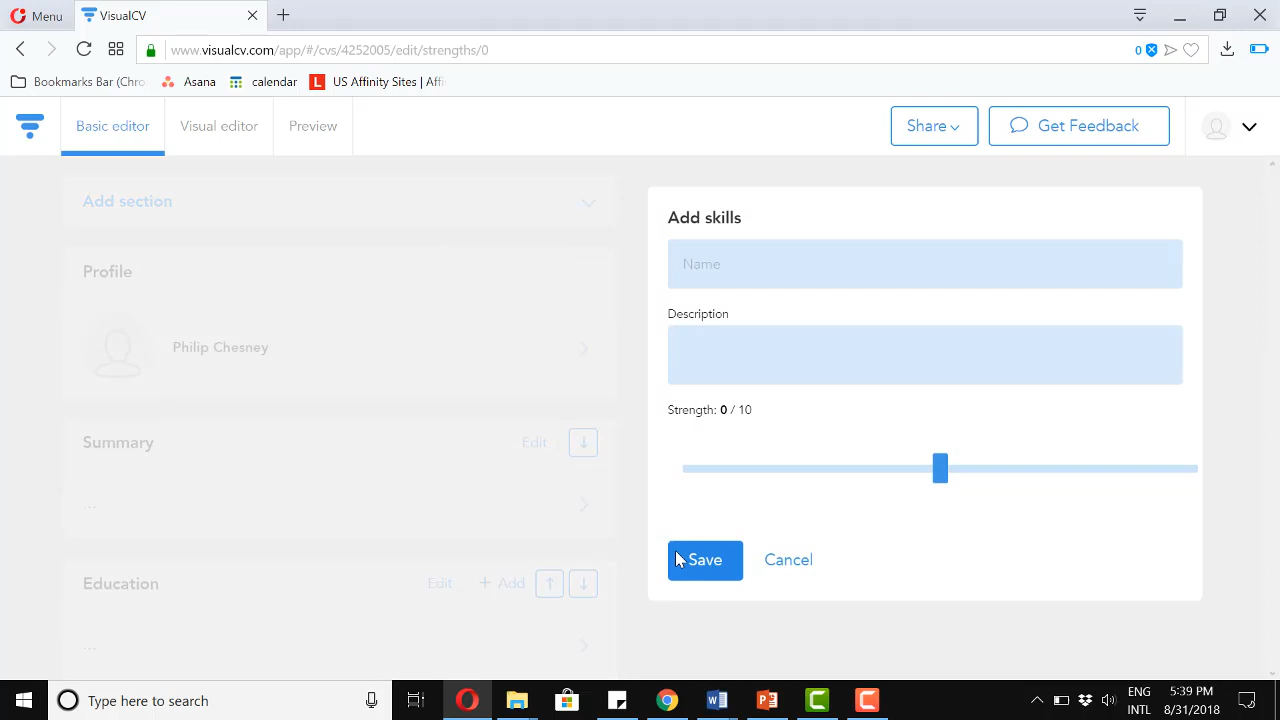 Menu
VisualCV
www.visualcv.com/app/#/cvs/4252005/edit/strengths/0
0
Bookmarks Bar (Chro
Asana
calendar
L
US Affinity Sites | Affi
Basic editor
Visual editor
Preview
Share
Get Feedback
Add section
Profile
Philip Chesney
Summary
Edit
...
Education
Edit
+ Add
...
Add skills
Name
Description
Strength: 0 / 10
Save
Cancel
Type here to search
ENG
INTL
5:39 PM
8/31/2018